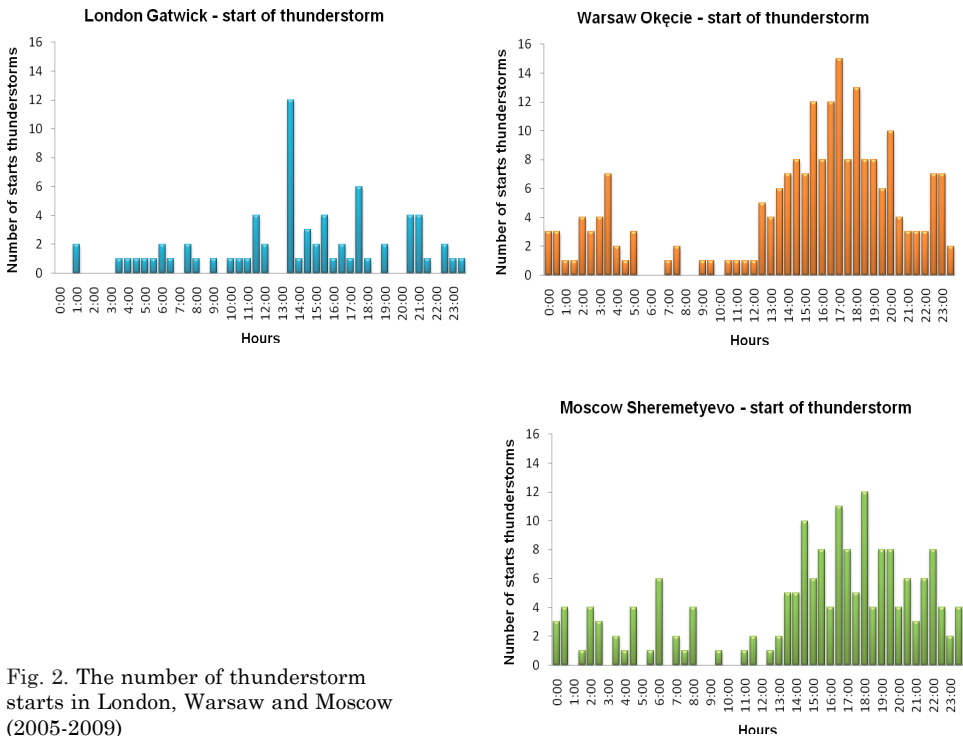 London Gatwick - start of thunderstorm
Number of starts thunderstorms
16
14
12
10
8
6
4
2
0
0:00 1:00 2:00 3:00 4:00 5:00 6:00 7:00 8:00 9:00 10:00 11:00 12:00 13:00 14:00 15:00 16:00 17:00 18:00 19:00 20:00 21:00 22:00 23:00
Hours
Warsaw Okęcie - start of thunderstorm
Number of starts thunderstorms
16
14
12
10
8
6
4
2
0
0:00 1:00 2:00 3:00 4:00 5:00 6:00 7:00 8:00 9:00 10:00 11:00 12:00 13:00 14:00 15:00 16:00 17:00 18:00 19:00 20:00 21:00 22:00 23:00
Hours
Moscow Sheremetyevo - start of thunderstorm
Number of starts thunderstorms
16
14
12
10
8
6
4
2
0
0:00 1:00 2:00 3:00 4:00 5:00 6:00 7:00 8:00 9:00 10:00 11:00 12:00 13:00 14:00 15:00 16:00 17:00 18:00 19:00 20:00 21:00 22:00 23:00
Hours
Fig. 2. The number of thunderstorm
starts in London, Warsaw and Moscow
(2005-2009)